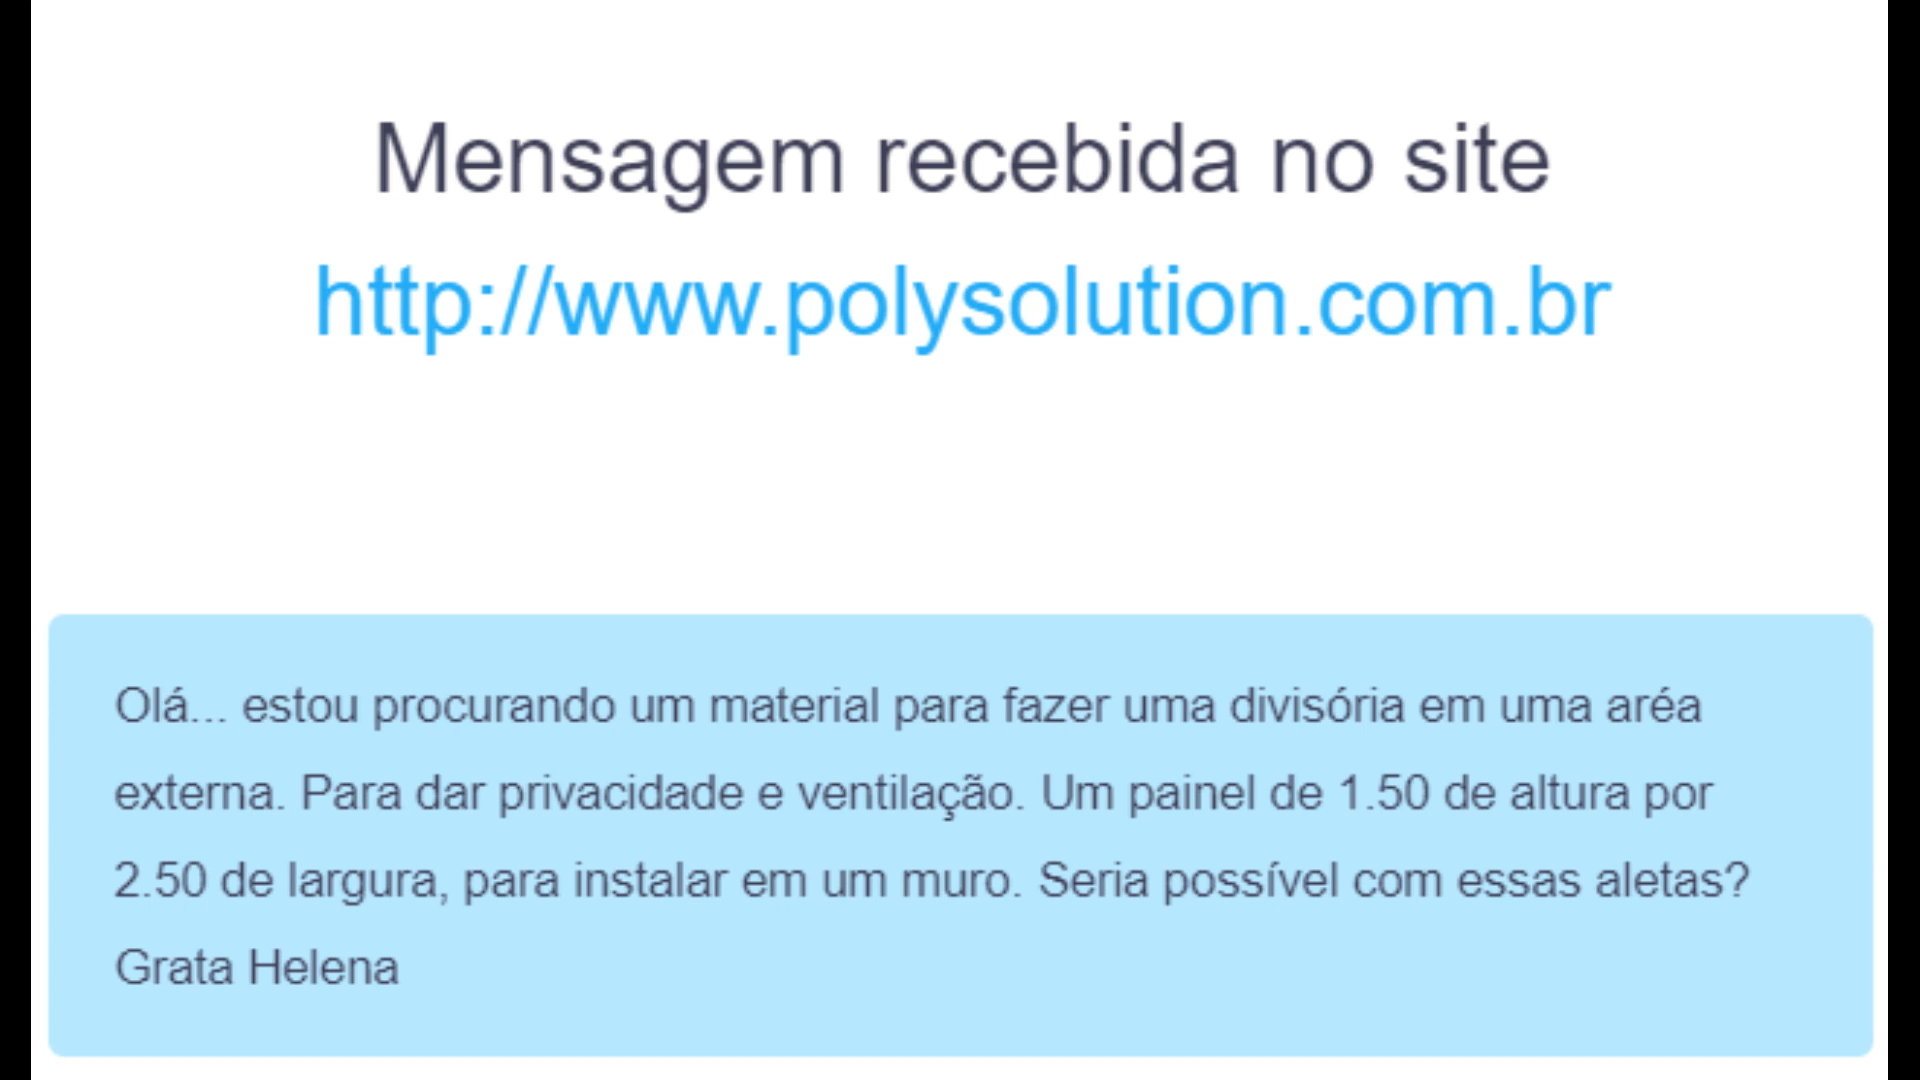 Mensagem recebida no site
http://www.polysolution.com.br
Olá... estou procurando um material para fazer uma divisória em uma aréa
externa. Para dar privacidade e ventilação. Um painel de 1.50 de altura por
2.50 de largura, para instalar em um muro. Seria possível com essas aletas?
Grata Helena